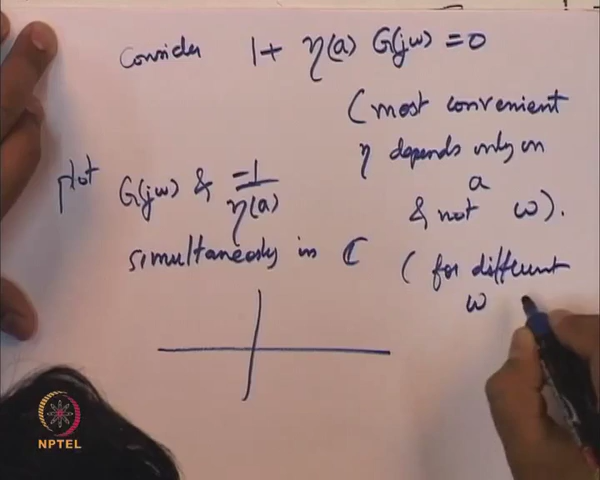 Consider 1+ η(a) G(jω) = 0
(most convenient
η depends only on
a
& not ω).
plot G(jω) & -1/η(a)
simultaneously in ℂ
(for different
ω
NPTEL